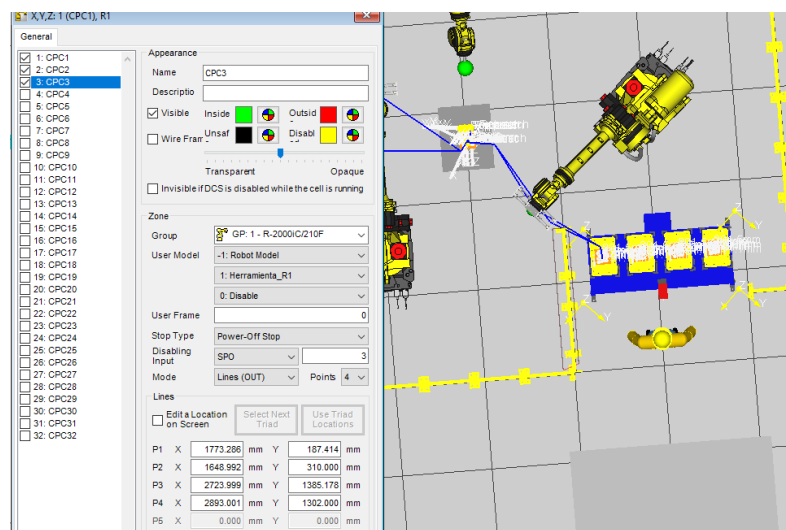 X,Y,Z: 1 (CPC1), R1
General
1: CPC1
2: CPC2
3: CPC3
4: CPC4
5: CPC5
6: CPC6
7: CPC7
8: CPC8
9: CPC9
10: CPC10
11: CPC11
12: CPC12
13: CPC13
14: CPC14
15: CPC15
16: CPC16
17: CPC17
18: CPC18
19: CPC19
20: CPC20
21: CPC21
22: CPC22
23: CPC23
24: CPC24
25: CPC25
26: CPC26
27: CPC27
28: CPC28
29: CPC29
30: CPC30
31: CPC31
32: CPC32
Appearance
Name CPC3
Descriptio
Visible Inside Outsid
Wire Fram Unsaf Disabl
Transparent Opaque
Invisible if DCS is disabled while the cell is running
Zone
Group GP: 1 - R-2000iC/210F
User Model -1: Robot Model
1: Herramienta_R1
0: Disable
User Frame 0
Stop Type Power-Off Stop
Disabling Input SPO 3
Mode Lines (OUT) Points 4
Lines
Edit a Location on Screen
Select Next Triad
Use Triad Locations
P1 X 1773.286 mm Y 187.414 mm
P2 X 1648.992 mm Y 310.000 mm
P3 X 2723.999 mm Y 1385.178 mm
P4 X 2893.001 mm Y 1302.000 mm
P5 X 0.000 mm Y 0.000 mm
Z
Y
Z
Y
Z
Y
Z
Y